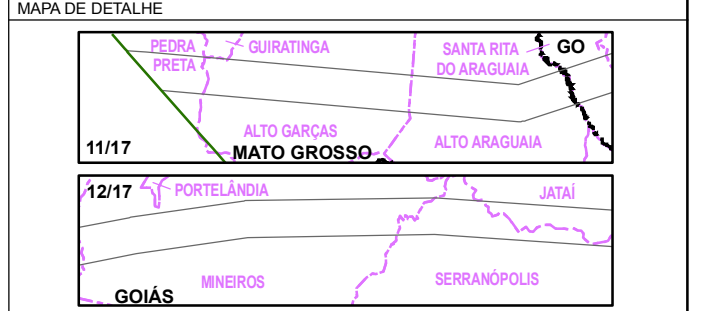 MAPA DE DETALHE
PEDRA
PRETA
GUIRATINGA
SANTA RITA
DO ARAGUAIA
GO
ALTO GARÇAS
ALTO ARAGUAIA
11/17
MATO GROSSO
12/17
PORTELÂNDIA
JATAÍ
MINEIROS
SERRANÓPOLIS
GOIÁS